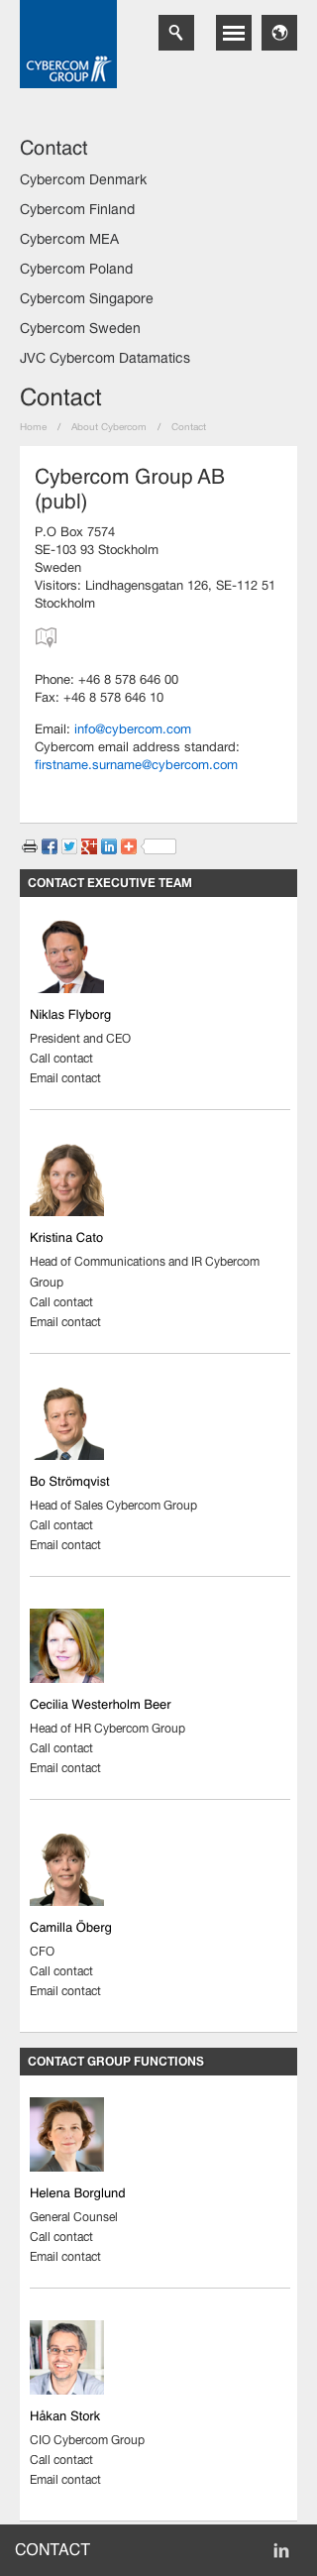 CYBERCOM
GROUP
Contact
Cybercom Denmark
Cybercom Finland
Cybercom MEA
Cybercom Poland
Cybercom Singapore
Cybercom Sweden
JVC Cybercom Datamatics
Contact
Home / About Cybercom / Contact
Cybercom Group AB
(publ)
P.O Box 7574
SE-103 93 Stockholm
Sweden
Visitors: Lindhagensgatan 126, SE-112 51
Stockholm
Phone: +46 8 578 646 00
Fax: +46 8 578 646 10
Email: info@cybercom.com
Cybercom email address standard:
firstname.surname@cybercom.com
CONTACT EXECUTIVE TEAM
Niklas Flyborg
President and CEO
Call contact
Email contact
Kristina Cato
Head of Communications and IR Cybercom
Group
Call contact
Email contact
Bo Strömqvist
Head of Sales Cybercom Group
Call contact
Email contact
Cecilia Westerholm Beer
Head of HR Cybercom Group
Call contact
Email contact
Camilla Öberg
CFO
Call contact
Email contact
CONTACT GROUP FUNCTIONS
Helena Borglund
General Counsel
Call contact
Email contact
Håkan Stork
CIO Cybercom Group
Call contact
Email contact
CONTACT in